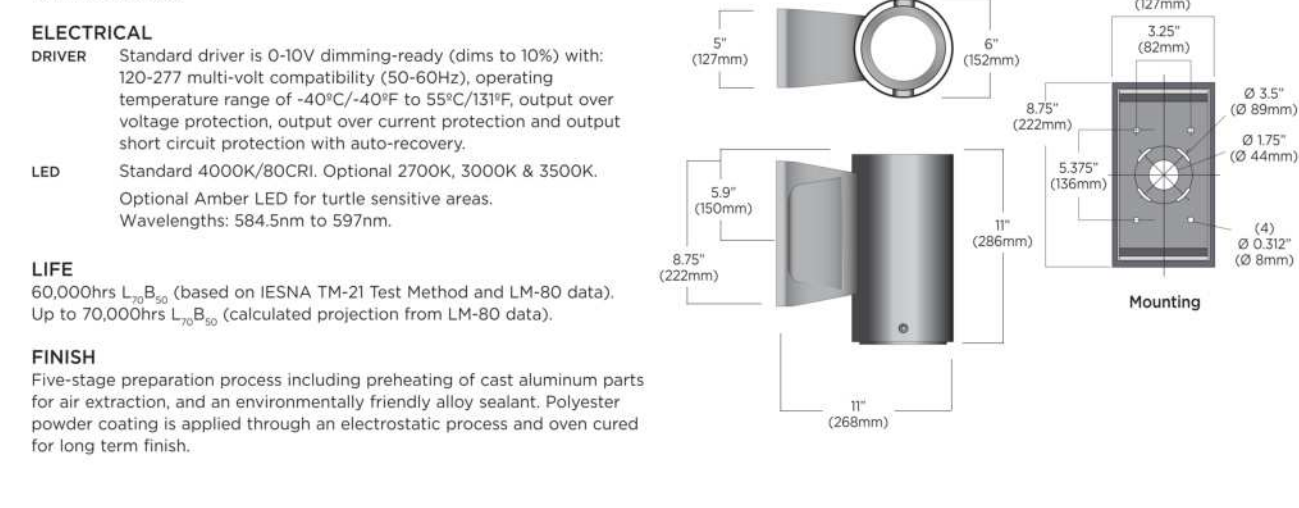 ELECTRICAL
DRIVER Standard driver is 0-10V dimming-ready (dims to 10%) with:
120-277 multi-volt compatibility (50-60Hz), operating
temperature range of -40ºC/-40ºF to 55ºC/131ºF, output over
voltage protection, output over current protection and output
short circuit protection with auto-recovery.
LED Standard 4000K/80CRI. Optional 2700K, 3000K & 3500K.
Optional Amber LED for turtle sensitive areas.
Wavelengths: 584.5nm to 597nm.
LIFE
60,000hrs L70B50 (based on IESNA TM-21 Test Method and LM-80 data).
Up to 70,000hrs L70B50 (calculated projection from LM-80 data).
FINISH
Five-stage preparation process including preheating of cast aluminum parts
for air extraction, and an environmentally friendly alloy sealant. Polyester
powder coating is applied through an electrostatic process and oven cured
for long term finish.
5"
(127mm)
6"
(152mm)
5.9"
(150mm)
8.75"
(222mm)
11"
(286mm)
11"
(268mm)
(127mm)
3.25"
(82mm)
8.75"
(222mm)
5.375"
(136mm)
Ø 3.5"
(Ø 89mm)
Ø 1.75"
(Ø 44mm)
(4)
Ø 0.312"
(Ø 8mm)
Mounting